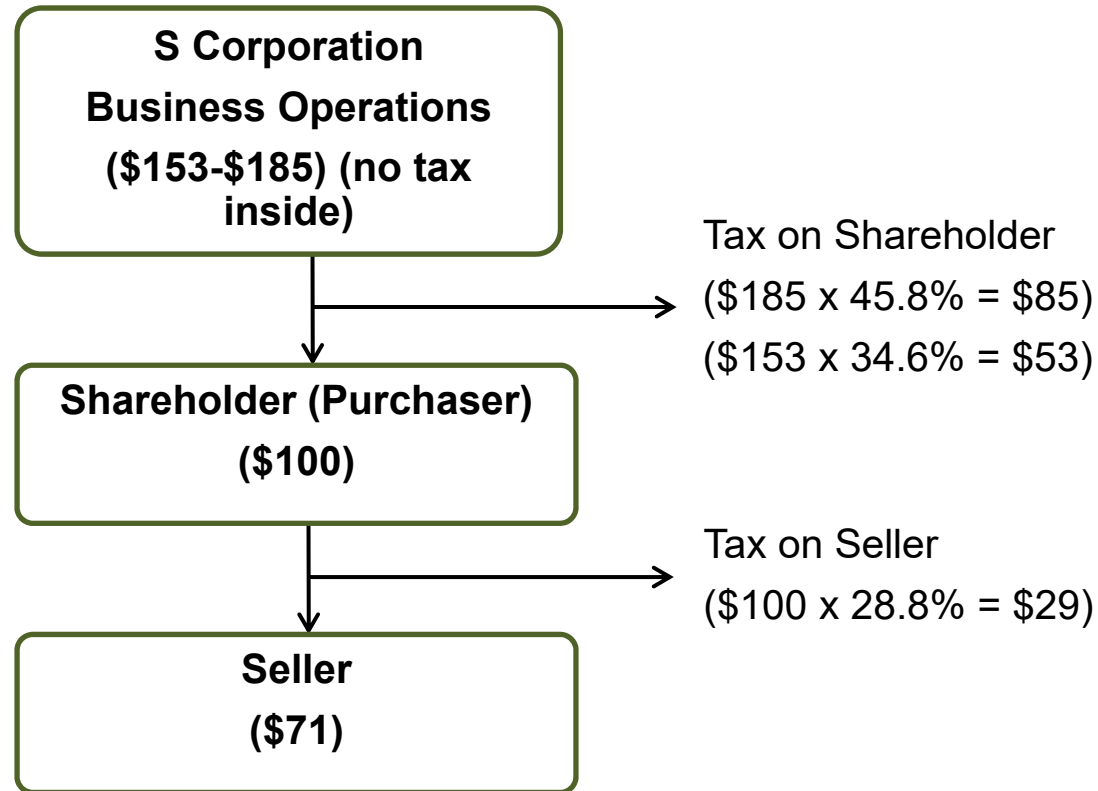 S Corporation
Business Operations
($153-$185) (no tax
inside)
Tax on Shareholder
($185 x 45.8% = $85)
($153 x 34.6% = $53)
Shareholder (Purchaser)
($100)
Tax on Seller
($100 x 28.8% = $29)
Seller
($71)